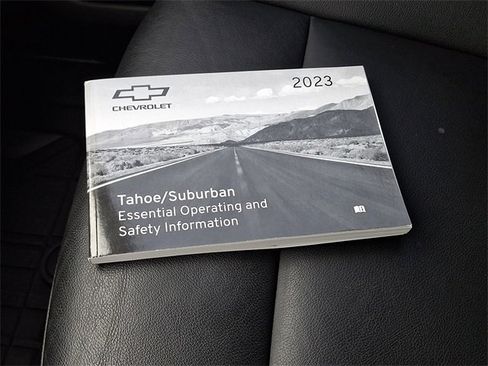 2023
CHEVROLET
Tahoe/Suburban
Essential Operating and
Safety Information